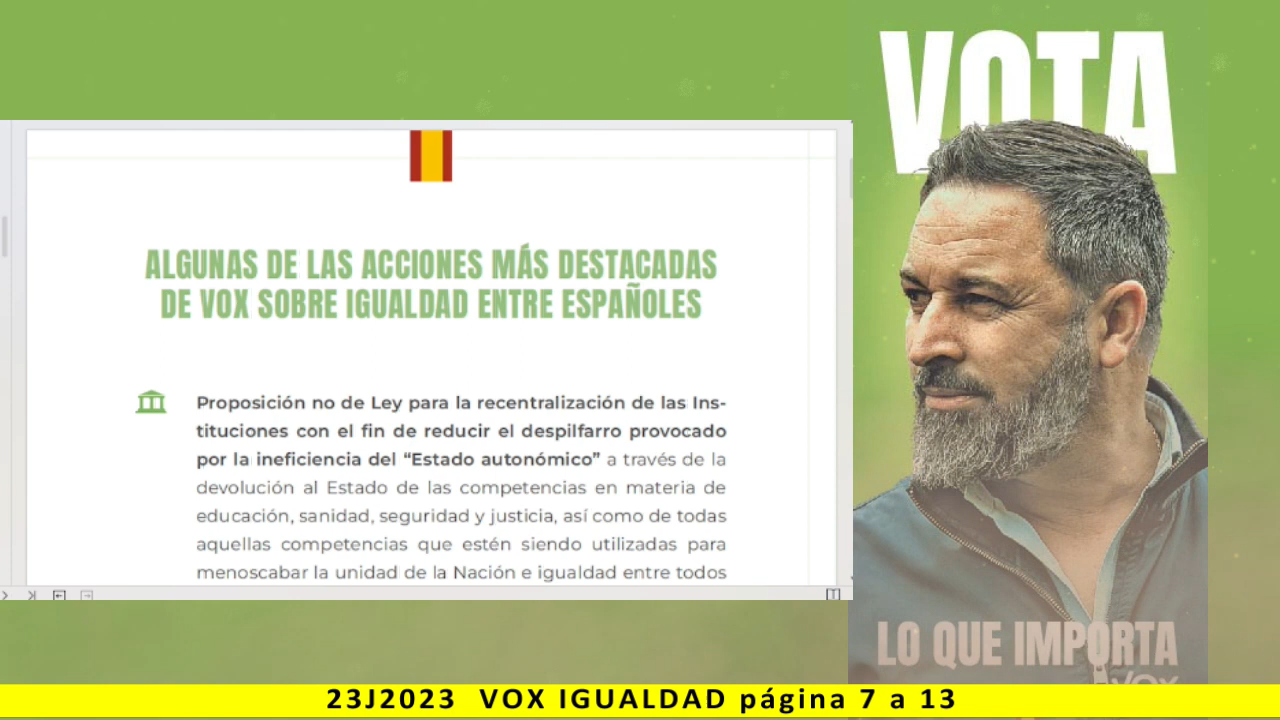 VOTA
ALGUNAS DE LAS ACCIONES MÁS DESTACADAS
DE VOX SOBRE IGUALDAD ENTRE ESPAÑOLES
Proposición no de Ley para la recentralización de las Ins-
tituciones con el fin de reducir el despilfarro provocado
por la ineficiencia del “Estado autonómico” a través de la
devolución al Estado de las competencias en materia de
educación, sanidad, seguridad y justicia, así como de todas
aquellas competencias que estén siendo utilizadas para
menoscabar la unidad de la Nación e igualdad entre todos
LO QUE IMPORTA
VOX
23J2023 VOX IGUALDAD página 7 a 13